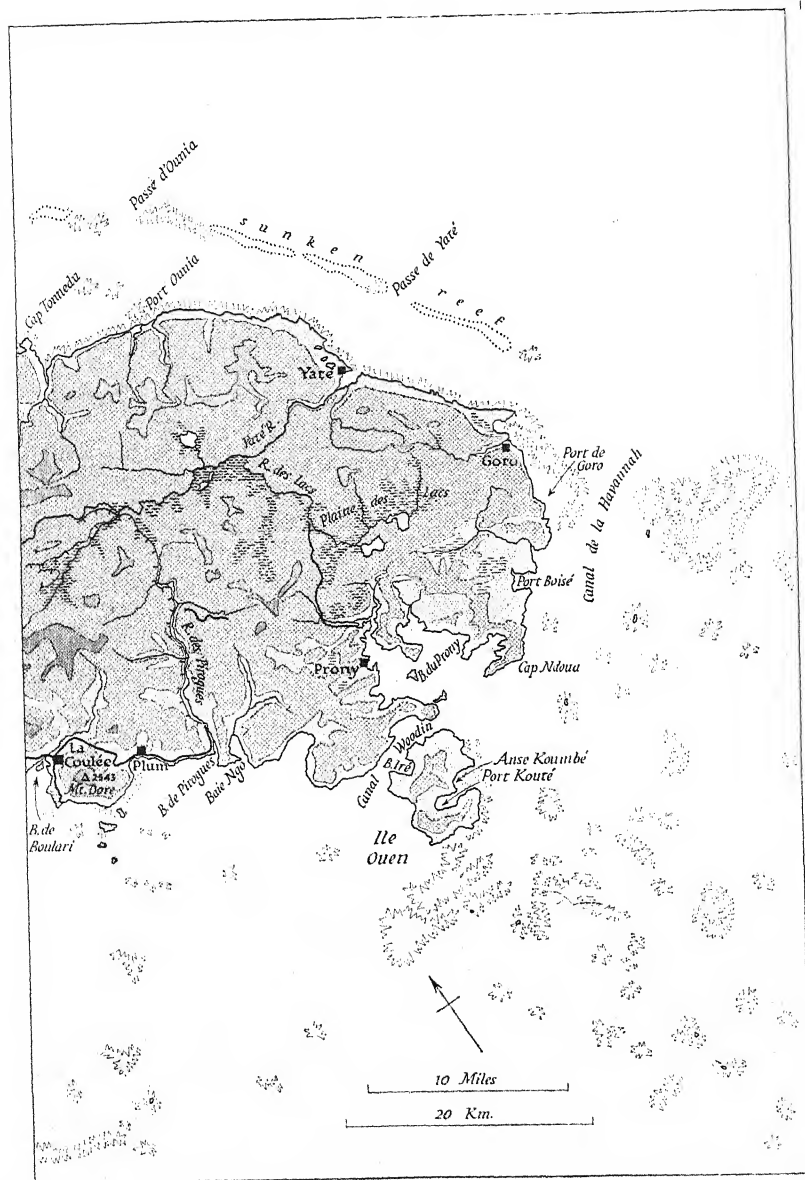 Passe d'Ounia
sunken reef
Passe de Yaté
Cap Tonnedu
Port Ounia
Yaté
Yaté R.
R. des Lacs
Plaine des Lacs
Goro
Port de
Goro
Canal de la Havannah
Port Boisé
R. des Pirogues
Prony
B. du Prony
Cap Ndoua
La
Coulée
2543
Mt. Dore
Plum
B. de Pirogues
Baie Ngo
Canal Woodin
B. Iré
Anse Koumbé
Port Kouté
B. de
Boulari
Ile
Ouen
10 Miles
20 Km.